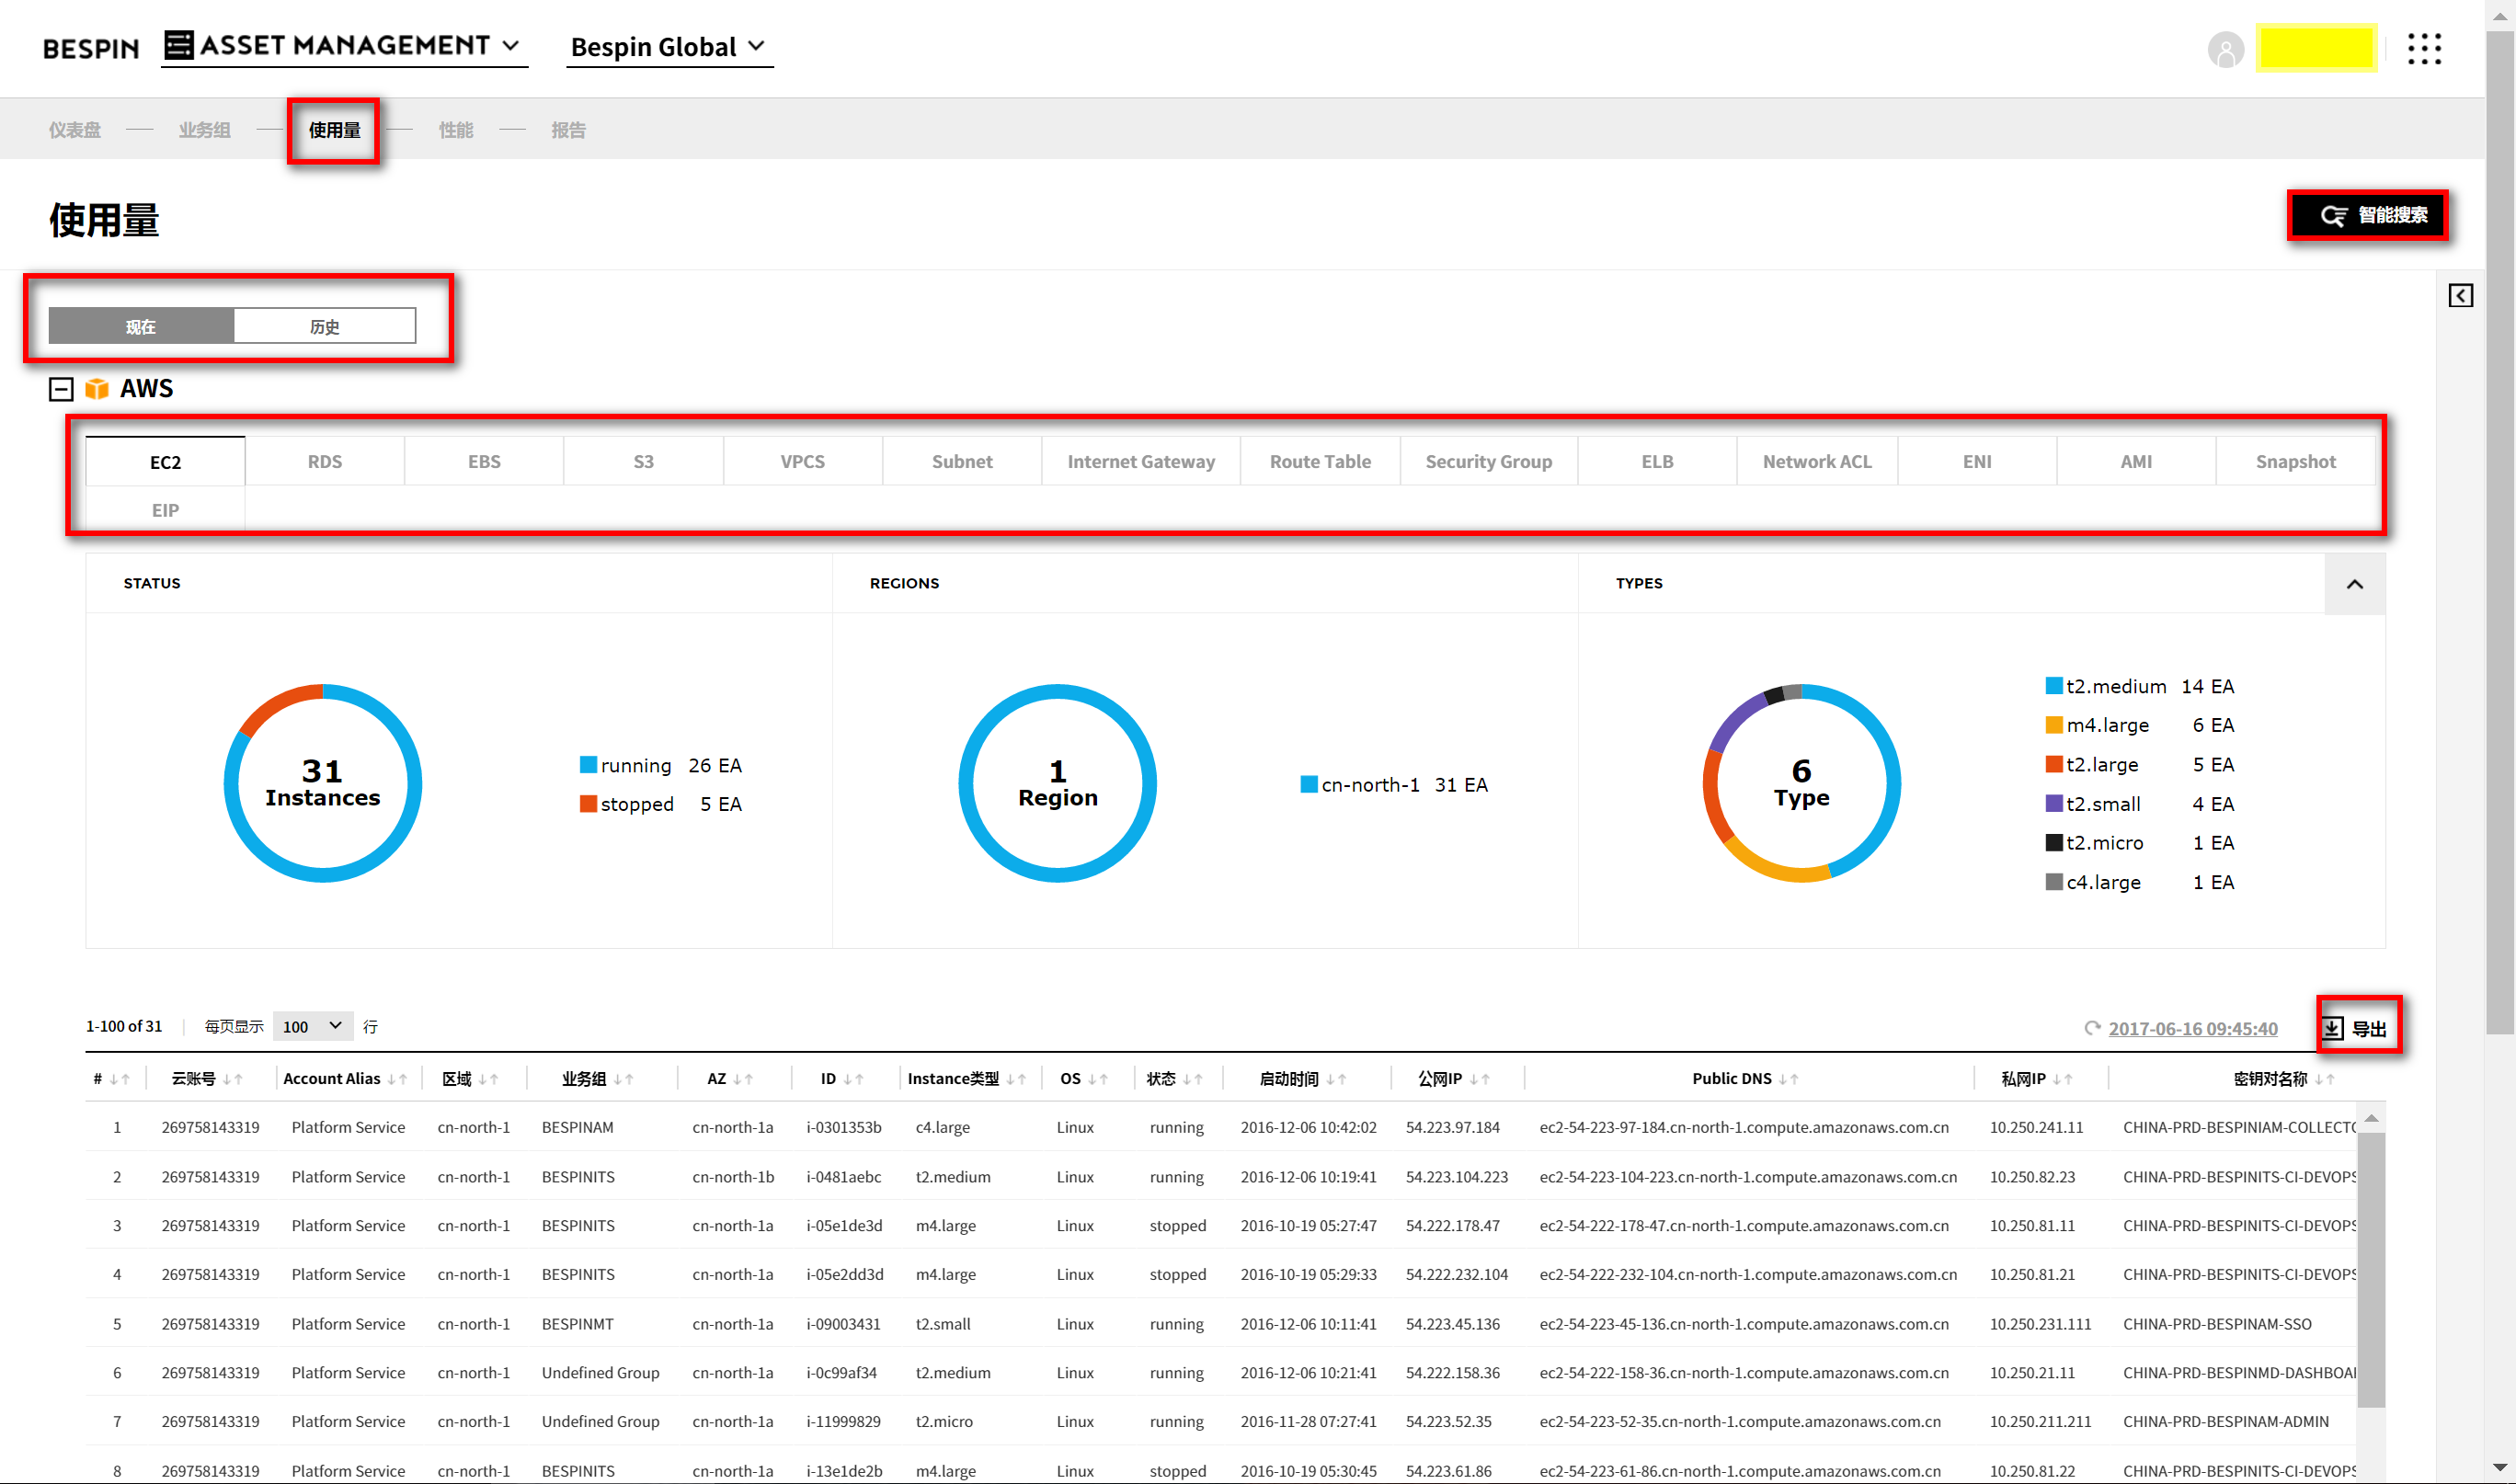 BESPIN ASSET MANAGEMENT Bespin Global
仪表盘 业务组 使用量 性能 报告
使用量 智能搜索
现在 历史
AWS
EC2 RDS EBS S3 VPCS Subnet Internet Gateway Route Table Security Group ELB Network ACL ENI AMI Snapshot
EIP
STATUS REGIONS TYPES
31
Instances
running 26 EA
stopped 5 EA
1
Region
cn-north-1 31 EA
6
Type
t2.medium 14 EA
m4.large 6 EA
t2.large 5 EA
t2.small 4 EA
t2.micro 1 EA
c4.large 1 EA
1-100 of 31 每页显示 100 行 2017-06-16 09:45:40 导出
# 云账号 Account Alias 区域 业务组 AZ ID Instance类型 OS 状态 启动时间 公网IP Public DNS 私网IP 密钥对名称
1 269758143319 Platform Service cn-north-1 BESPINAM cn-north-1a i-0301353b c4.large Linux running 2016-12-06 10:42:02 54.223.97.184 ec2-54-223-97-184.cn-north-1.compute.amazonaws.com.cn 10.250.241.11 CHINA-PRD-BESPINIAM-COLLECTO
2 269758143319 Platform Service cn-north-1 BESPINITS cn-north-1b i-0481aebc t2.medium Linux running 2016-12-06 10:19:41 54.223.104.223 ec2-54-223-104-223.cn-north-1.compute.amazonaws.com.cn 10.250.82.23 CHINA-PRD-BESPINITS-CI-DEVOPS
3 269758143319 Platform Service cn-north-1 BESPINITS cn-north-1a i-05e1de3d m4.large Linux stopped 2016-10-19 05:27:47 54.222.178.47 ec2-54-222-178-47.cn-north-1.compute.amazonaws.com.cn 10.250.81.11 CHINA-PRD-BESPINITS-CI-DEVOPS
4 269758143319 Platform Service cn-north-1 BESPINITS cn-north-1a i-05e2dd3d m4.large Linux stopped 2016-10-19 05:29:33 54.222.232.104 ec2-54-222-232-104.cn-north-1.compute.amazonaws.com.cn 10.250.81.21 CHINA-PRD-BESPINITS-CI-DEVOPS
5 269758143319 Platform Service cn-north-1 BESPINMT cn-north-1a i-09003431 t2.small Linux running 2016-12-06 10:11:41 54.223.45.136 ec2-54-223-45-136.cn-north-1.compute.amazonaws.com.cn 10.250.231.111 CHINA-PRD-BESPINAM-SSO
6 269758143319 Platform Service cn-north-1 Undefined Group cn-north-1a i-0c99af34 t2.medium Linux running 2016-12-06 10:21:41 54.222.158.36 ec2-54-222-158-36.cn-north-1.compute.amazonaws.com.cn 10.250.21.11 CHINA-PRD-BESPINMD-DASHBOAI
7 269758143319 Platform Service cn-north-1 Undefined Group cn-north-1a i-11999829 t2.micro Linux running 2016-11-28 07:27:41 54.223.52.35 ec2-54-223-52-35.cn-north-1.compute.amazonaws.com.cn 10.250.211.211 CHINA-PRD-BESPINAM-ADMIN
8 269758143319 Platform Service cn-north-1 BESPINITS cn-north-1a i-13e1de2b m4.large Linux stopped 2016-10-19 05:30:45 54.223.61.86 ec2-54-223-61-86.cn-north-1.compute.amazonaws.com.cn 10.250.81.22 CHINA-PRD-BESPINITS-CI-DEVOPS